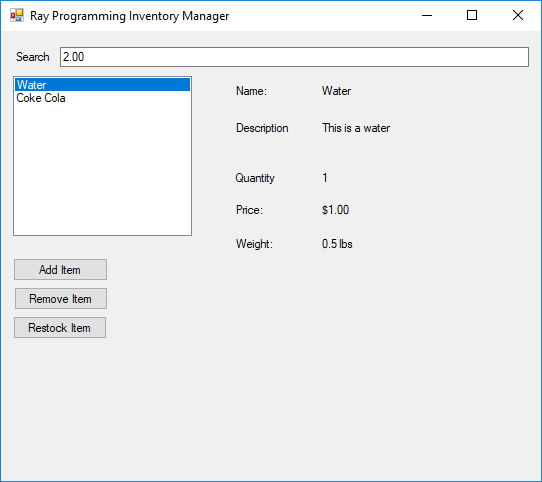 Ray Programming Inventory Manager
Search 2.00
Water
Coke Cola
Name: Water
Description This is a water
Quantity 1
Price: $1.00
Weight: 0.5 lbs
Add Item
Remove Item
Restock Item